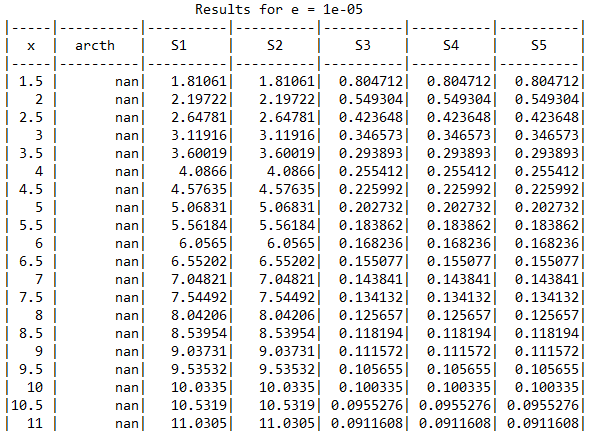 Results for e = 1e-05
|-----|----------|----------|----------|----------|----------|----------|
| x | arcth | S1 | S2 | S3 | S4 | S5 |
|-----|----------|----------|----------|----------|----------|----------|
| 1.5 | nan| 1.81061| 1.81061| 0.804712| 0.804712| 0.804712|
| 2 | nan| 2.19722| 2.19722| 0.549304| 0.549304| 0.549304|
| 2.5 | nan| 2.64781| 2.64781| 0.423648| 0.423648| 0.423648|
| 3 | nan| 3.11916| 3.11916| 0.346573| 0.346573| 0.346573|
| 3.5 | nan| 3.60019| 3.60019| 0.293893| 0.293893| 0.293893|
| 4 | nan| 4.0866| 4.0866| 0.255412| 0.255412| 0.255412|
| 4.5 | nan| 4.57635| 4.57635| 0.225992| 0.225992| 0.225992|
| 5 | nan| 5.06831| 5.06831| 0.202732| 0.202732| 0.202732|
| 5.5 | nan| 5.56184| 5.56184| 0.183862| 0.183862| 0.183862|
| 6 | nan| 6.0565| 6.0565| 0.168236| 0.168236| 0.168236|
| 6.5 | nan| 6.55202| 6.55202| 0.155077| 0.155077| 0.155077|
| 7 | nan| 7.04821| 7.04821| 0.143841| 0.143841| 0.143841|
| 7.5 | nan| 7.54492| 7.54492| 0.134132| 0.134132| 0.134132|
| 8 | nan| 8.04206| 8.04206| 0.125657| 0.125657| 0.125657|
| 8.5 | nan| 8.53954| 8.53954| 0.118194| 0.118194| 0.118194|
| 9 | nan| 9.03731| 9.03731| 0.111572| 0.111572| 0.111572|
| 9.5 | nan| 9.53532| 9.53532| 0.105655| 0.105655| 0.105655|
| 10 | nan| 10.0335| 10.0335| 0.100335| 0.100335| 0.100335|
|10.5 | nan| 10.5319| 10.5319| 0.0955276| 0.0955276| 0.0955276|
| 11 | nan| 11.0305| 11.0305| 0.0911608| 0.0911608| 0.0911608|